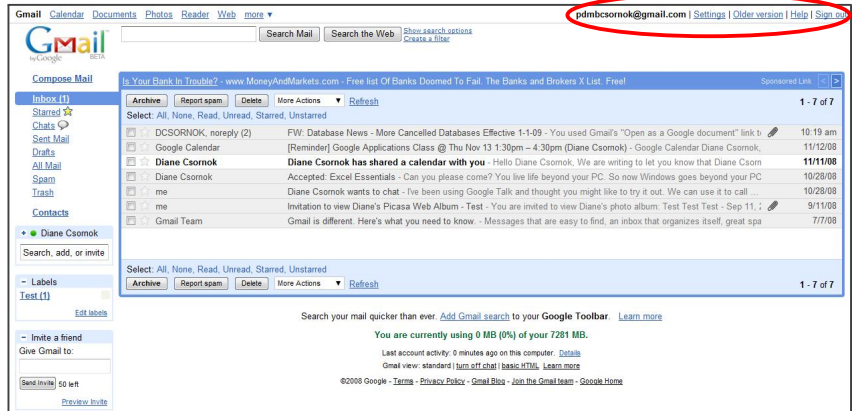 Gmail Calendar Documents Photos Reader Web more ▼ pdmbcsornok@gmail.com | Settings | Older version | Help | Sign out
Gmail
by Google BETA
Search Mail Search the Web Show search options
Create a filter
Compose Mail
Inbox (1)
Starred
Chats
Sent Mail
Drafts
All Mail
Spam
Trash
Contacts
+ Diane Csornok
Search, add, or invite
− Labels
Test (1)
Edit labels
− Invite a friend
Give Gmail to:
Send Invite 50 left
Preview Invite
Is Your Bank In Trouble? - www.MoneyAndMarkets.com - Free list Of Banks Doomed To Fail. The Banks and Brokers X List. Free! Sponsored Link < >
Archive Report spam Delete More Actions ▼ Refresh 1 - 7 of 7
Select: All, None, Read, Unread, Starred, Unstarred
DCSORNOK, noreply (2) FW: Database News - More Cancelled Databases Effective 1-1-09 - You used Gmail's "Open as a Google document" link to 10:19 am
Google Calendar [Reminder] Google Applications Class @ Thu Nov 13 1:30pm – 4:30pm (Diane Csornok) - Google Calendar Diane Csornok, 11/12/08
Diane Csornok Diane Csornok has shared a calendar with you - Hello Diane Csornok, We are writing to let you know that Diane Csorn 11/11/08
Diane Csornok Accepted: Excel Essentials - Can you please come? You live life beyond your PC. So now Windows goes beyond your PC 10/28/08
me Diane Csornok wants to chat - I've been using Google Talk and thought you might like to try it out. We can use it to call ... 10/28/08
me Invitation to view Diane's Picasa Web Album - Test - You are invited to view Diane's photo album: Test Test Test - Sep 11, 9/11/08
Gmail Team Gmail is different. Here's what you need to know. - Messages that are easy to find, an inbox that organizes itself, great spa 7/7/08
Select: All, None, Read, Unread, Starred, Unstarred
Archive Report spam Delete More Actions ▼ Refresh 1 - 7 of 7
Search your mail quicker than ever. Add Gmail search to your Google Toolbar. Learn more
You are currently using 0 MB (0%) of your 7281 MB.
Last account activity: 0 minutes ago on this computer. Details
Gmail view: standard | turn off chat | basic HTML Learn more
©2008 Google - Terms - Privacy Policy - Gmail Blog - Join the Gmail team - Google Home